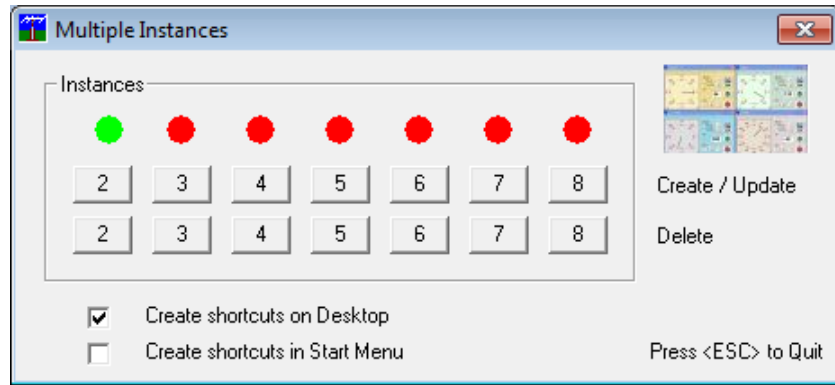 Multiple Instances
Instances
2 3 4 5 6 7 8 Create / Update
2 3 4 5 6 7 8 Delete
Create shortcuts on Desktop
Create shortcuts in Start Menu Press <ESC> to Quit